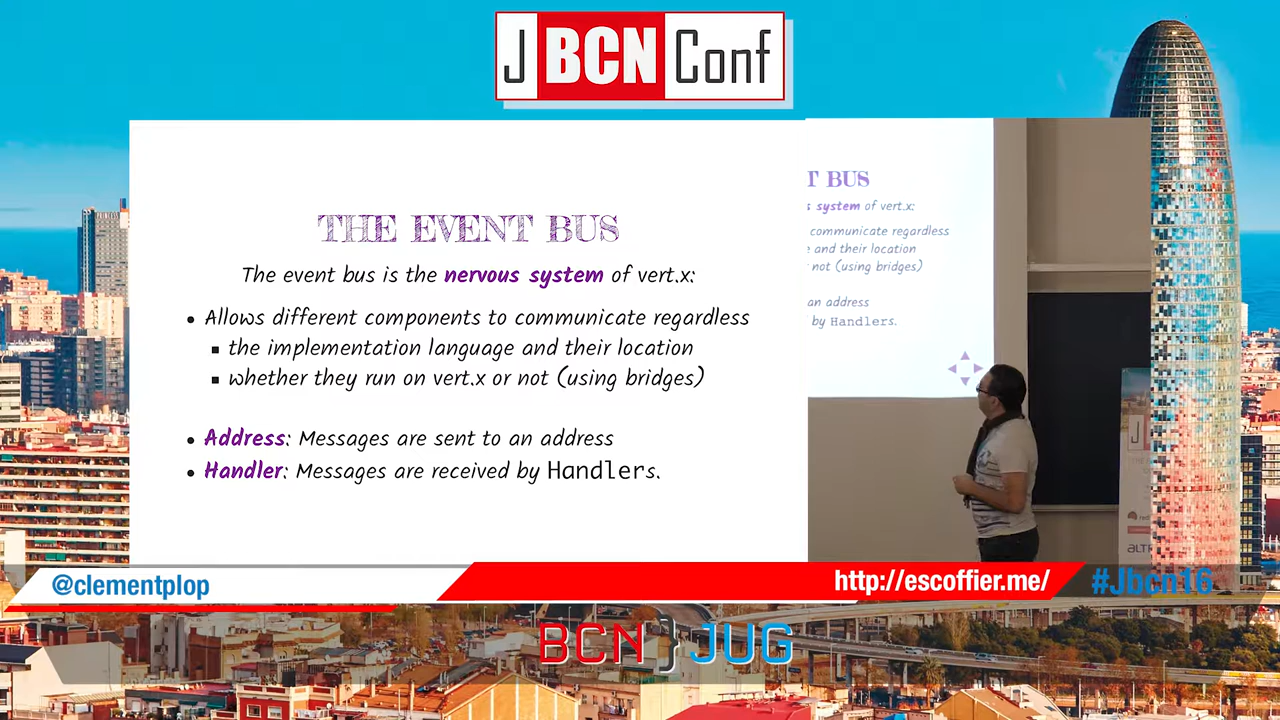 J BCN Conf
THE EVENT BUS
The event bus is the nervous system of vert.x:
• Allows different components to communicate regardless
▪ the implementation language and their location
▪ whether they run on vert.x or not (using bridges)
• Address: Messages are sent to an address
• Handler: Messages are received by Handlers.
T BUS
system of vert.x:
communicate regardless
and their location
not (using bridges)
an address
by Handlers.
@clementplop
http://escoffier.me/
#Jbcn16
BCN JUG